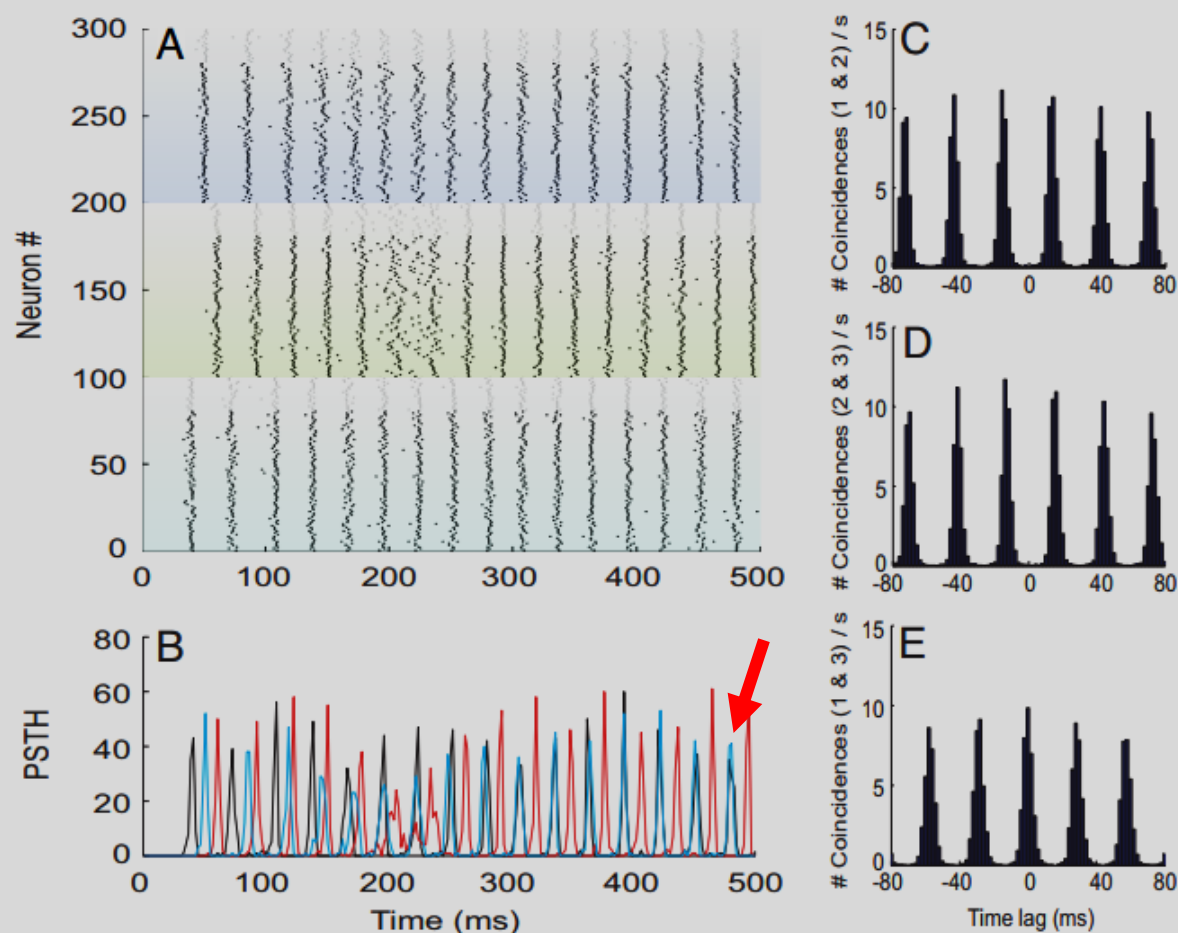 A
300
250
200
150
100
50
0
Neuron #
0 100 200 300 400 500
B
80
60
40
20
0
PSTH
0 100 200 300 400 500
Time (ms)
C
# Coincidences (1 & 2) / s
15
10
5
0
-80 -40 0 40 80
D
# Coincidences (2 & 3) / s
15
10
5
0
-80 -40 0 40 80
E
# Coincidences (1 & 3) / s
15
10
5
0
-80 -40 0 40 80
Time lag (ms)